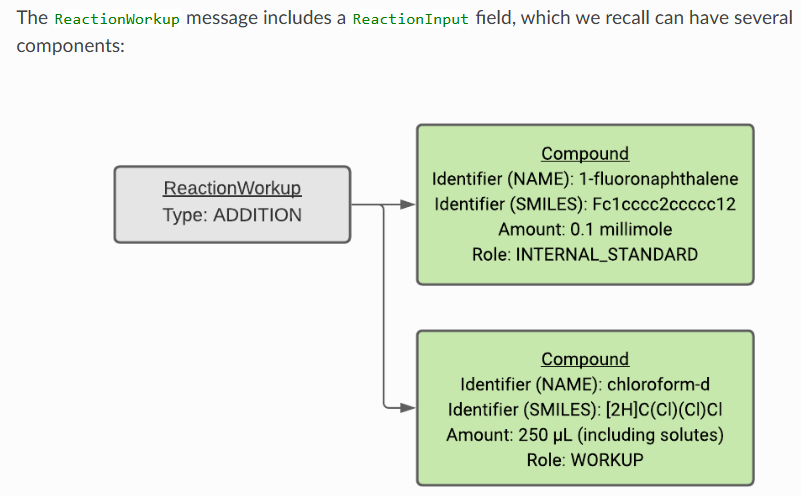 The ReactionWorkup message includes a ReactionInput field, which we recall can have several
components:
ReactionWorkup
Type: ADDITION
Compound
Identifier (NAME): 1-fluoronaphthalene
Identifier (SMILES): Fc1cccc2ccccc12
Amount: 0.1 millimole
Role: INTERNAL_STANDARD
Compound
Identifier (NAME): chloroform-d
Identifier (SMILES): [2H]C(Cl)(Cl)Cl
Amount: 250 µL (including solutes)
Role: WORKUP